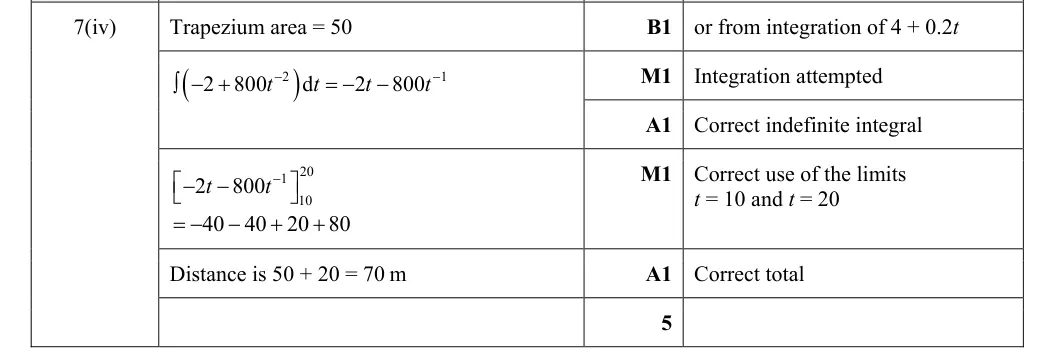 7(iv) Trapezium area = 50 B1 or from integration of 4 + 0.2t
∫(−2 + 800t⁻²)dt = −2t − 800t⁻¹ M1 Integration attempted
A1 Correct indefinite integral
[−2t − 800t⁻¹]₁₀²⁰ M1 Correct use of the limits
t = 10 and t = 20
= −40 − 40 + 20 + 80
Distance is 50 + 20 = 70 m A1 Correct total
5